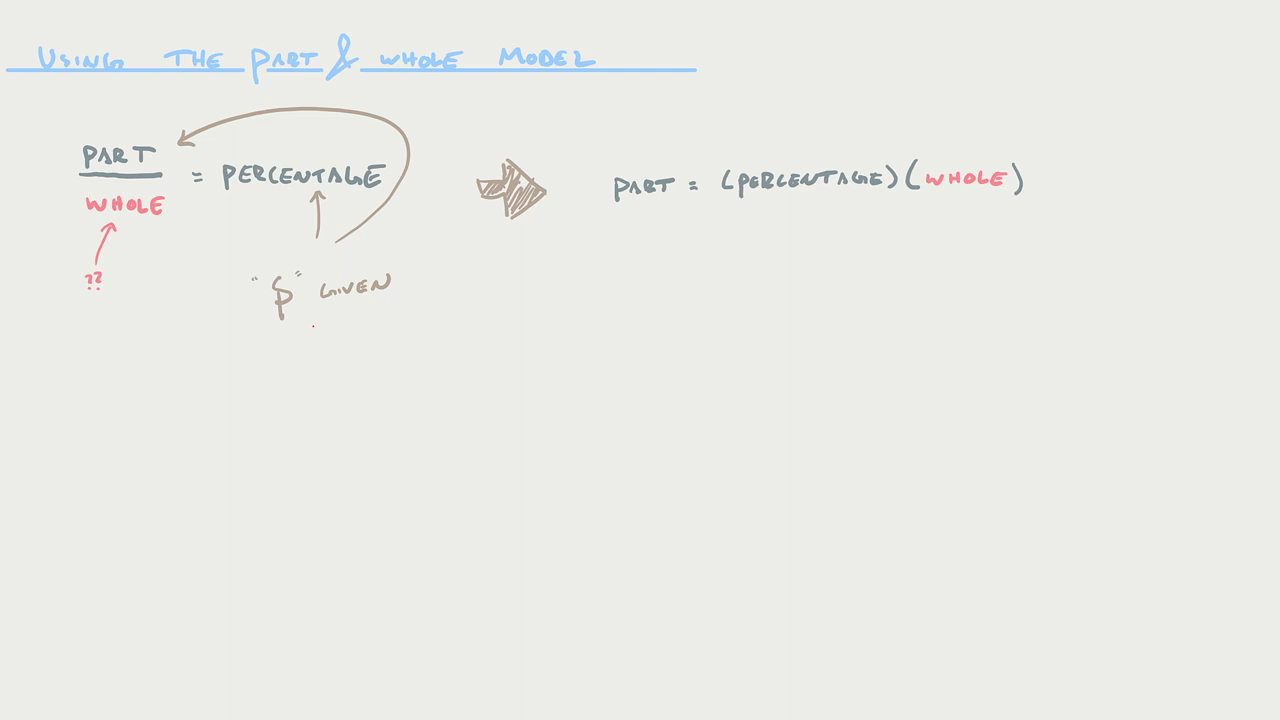 USING THE PART & WHOLE MODEL
PART
WHOLE
= PERCENTAGE
PART = (PERCENTAGE)(WHOLE)
??
"P" GIVEN